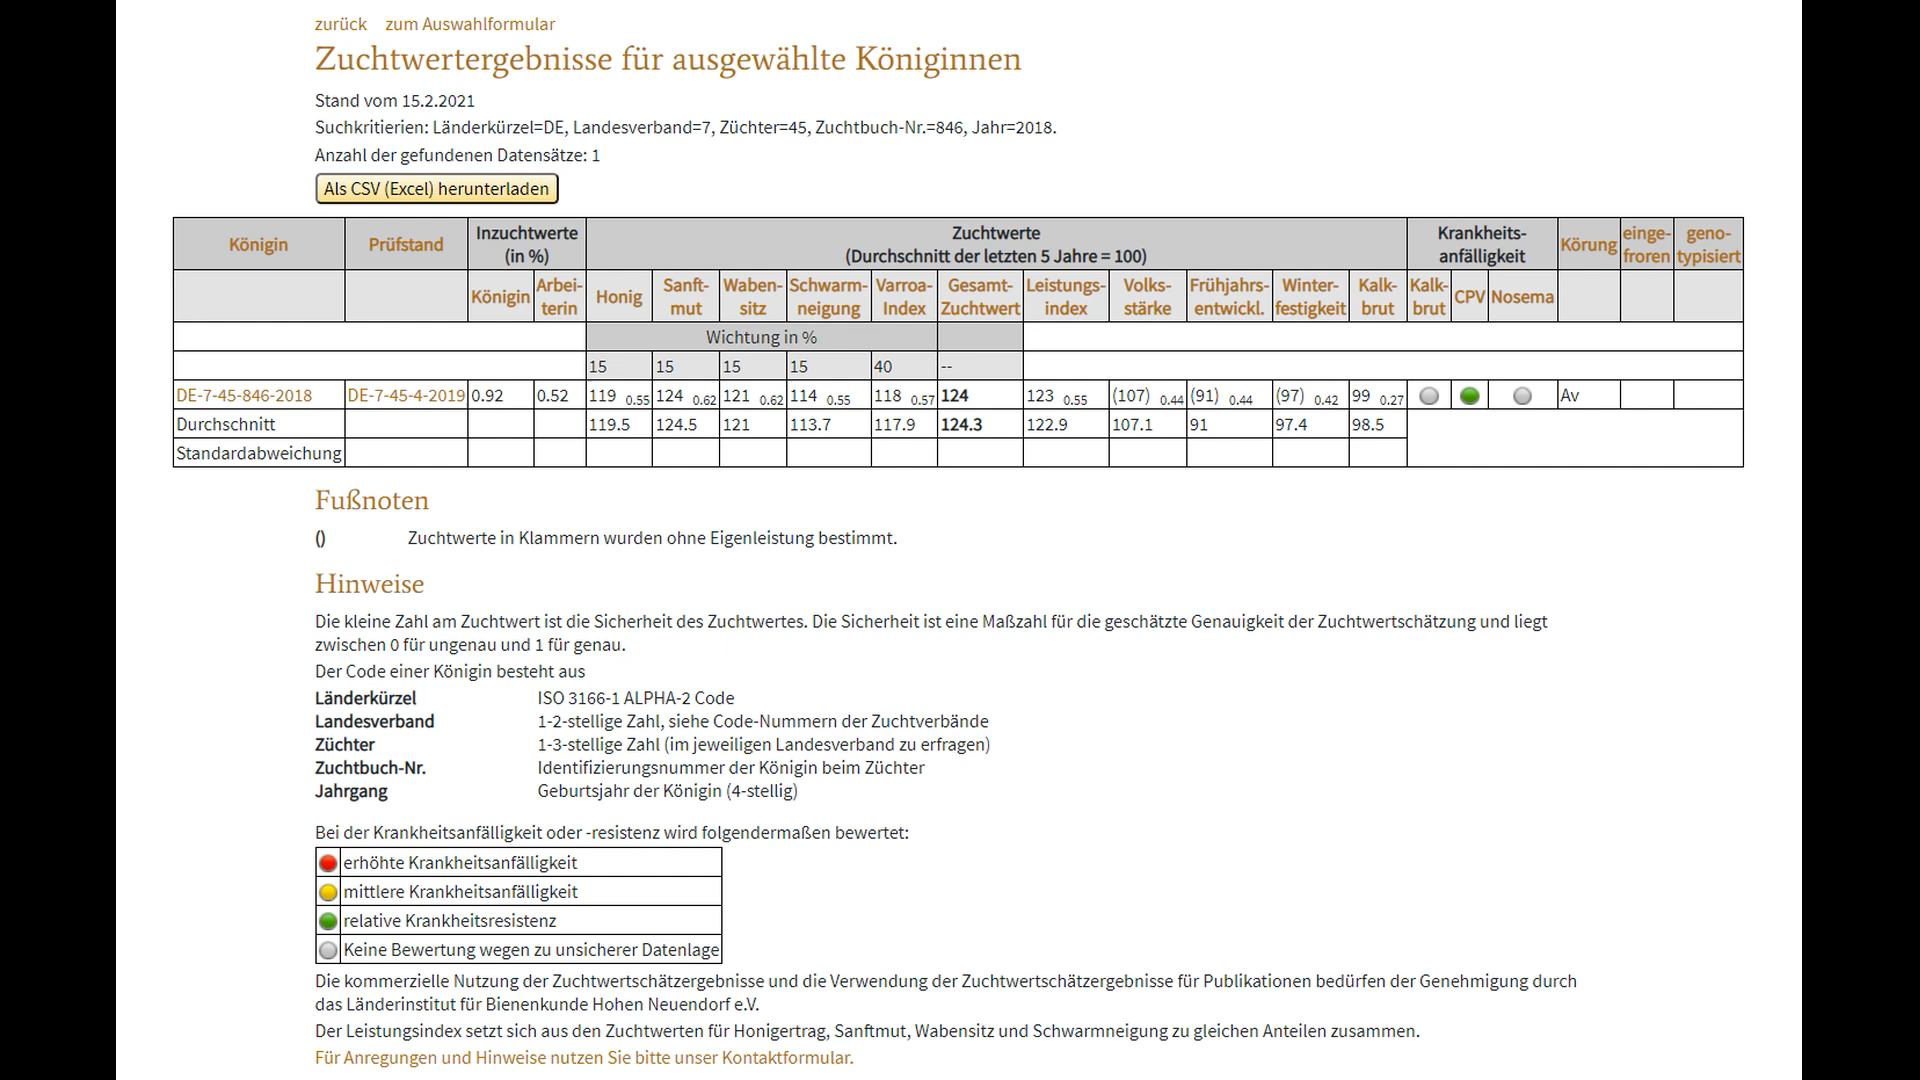 zurück zum Auswahlformular
Zuchtwertergebnisse für ausgewählte Königinnen
Stand vom 15.2.2021
Suchkritierien: Länderkürzel=DE, Landesverband=7, Züchter=45, Zuchtbuch-Nr.=846, Jahr=2018.
Anzahl der gefundenen Datensätze: 1
Als CSV (Excel) herunterladen
Königin Prüfstand Inzuchtwerte (in %) Zuchtwerte (Durchschnitt der letzten 5 Jahre = 100) Krankheits-anfälligkeit Körung einge-froren geno-typisiert
Königin Arbei-terin Honig Sanft-mut Waben-sitz Schwarm-neigung Varroa-Index Gesamt-Zuchtwert Leistungs-index Volks-stärke Frühjahrs-entwickl. Winter-festigkeit Kalk-brut Kalk-brut CPV Nosema
Wichtung in %
15 15 15 15 40 --
DE-7-45-846-2018 DE-7-45-4-2019 0.92 0.52 119 0.55 124 0.62 121 0.62 114 0.55 118 0.57 124 123 0.55 (107) 0.44 (91) 0.44 (97) 0.42 99 0.27 Av
Durchschnitt 119.5 124.5 121 113.7 117.9 124.3 122.9 107.1 91 97.4 98.5
Standardabweichung
Fußnoten
() Zuchtwerte in Klammern wurden ohne Eigenleistung bestimmt.
Hinweise
Die kleine Zahl am Zuchtwert ist die Sicherheit des Zuchtwertes. Die Sicherheit ist eine Maßzahl für die geschätzte Genauigkeit der Zuchtwertschätzung und liegt
zwischen 0 für ungenau und 1 für genau.
Der Code einer Königin besteht aus
Länderkürzel ISO 3166-1 ALPHA-2 Code
Landesverband 1-2-stellige Zahl, siehe Code-Nummern der Zuchtverbände
Züchter 1-3-stellige Zahl (im jeweiligen Landesverband zu erfragen)
Zuchtbuch-Nr. Identifizierungsnummer der Königin beim Züchter
Jahrgang Geburtsjahr der Königin (4-stellig)
Bei der Krankheitsanfälligkeit oder -resistenz wird folgendermaßen bewertet:
erhöhte Krankheitsanfälligkeit
mittlere Krankheitsanfälligkeit
relative Krankheitsresistenz
Keine Bewertung wegen zu unsicherer Datenlage
Die kommerzielle Nutzung der Zuchtwertschätzergebnisse und die Verwendung der Zuchtwertschätzergebnisse für Publikationen bedürfen der Genehmigung durch
das Länderinstitut für Bienenkunde Hohen Neuendorf e.V.
Der Leistungsindex setzt sich aus den Zuchtwerten für Honigertrag, Sanftmut, Wabensitz und Schwarmneigung zu gleichen Anteilen zusammen.
Für Anregungen und Hinweise nutzen Sie bitte unser Kontaktformular.